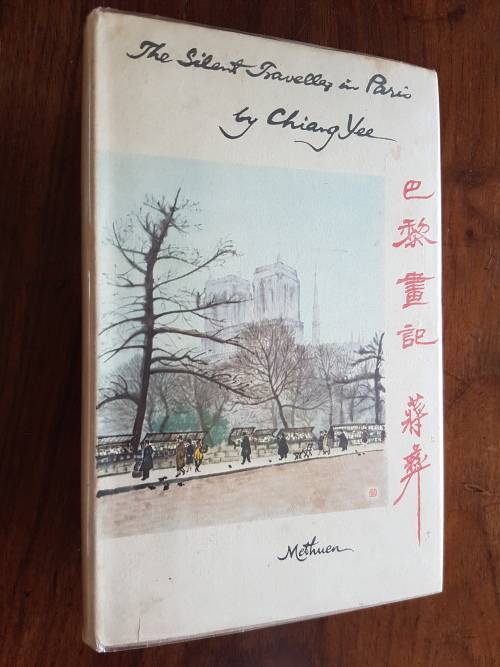 The Silent Traveller in Paris
by Chiang Yee
巴黎畫記 蔣彝
Methuen